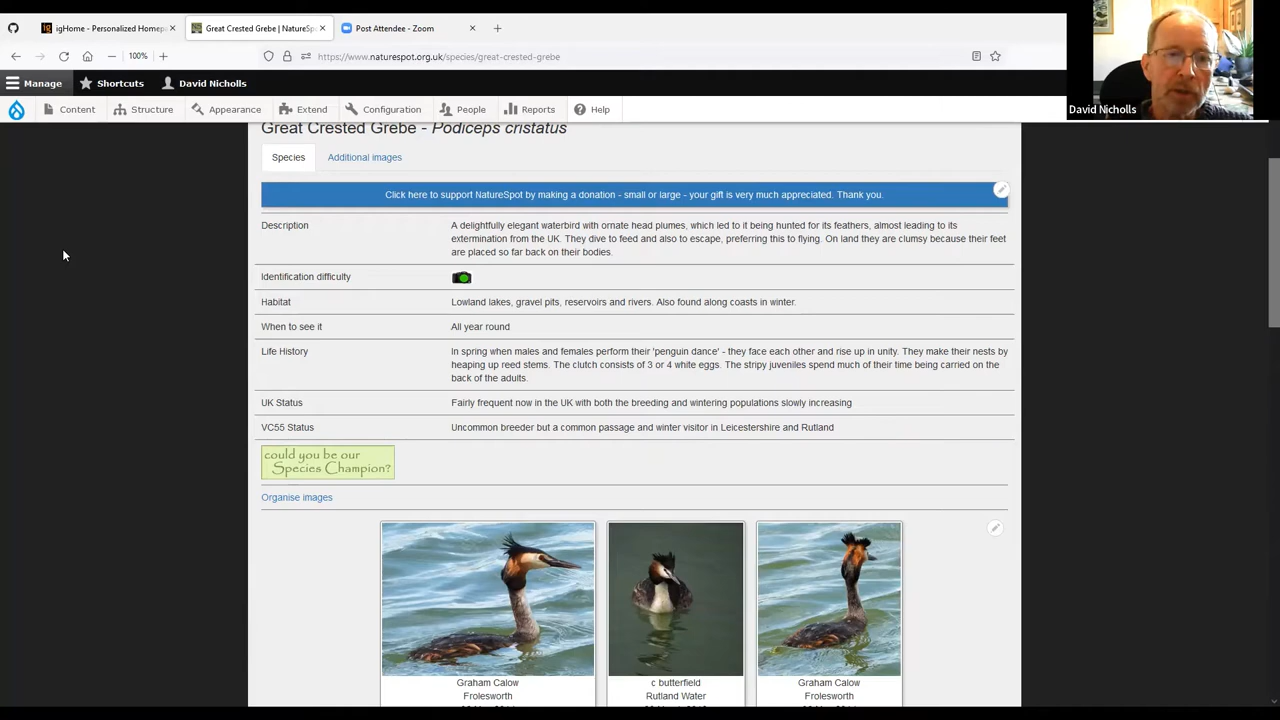 igHome - Personalized Homep
Great Crested Grebe | NatureSp
Post Attendee - Zoom
100%
https://www.naturespot.org.uk/species/great-crested-grebe
Manage
Shortcuts
David Nicholls
David Nicholls
Content
Structure
Appearance
Extend
Configuration
People
Reports
Help
Great Crested Grebe - Podiceps cristatus
Species
Additional images
Click here to support NatureSpot by making a donation - small or large - your gift is very much appreciated. Thank you.
Description
A delightfully elegant waterbird with ornate head plumes, which led to it being hunted for its feathers, almost leading to its
extermination from the UK. They dive to feed and also to escape, preferring this to flying. On land they are clumsy because their feet
are placed so far back on their bodies.
Identification difficulty
Habitat
Lowland lakes, gravel pits, reservoirs and rivers. Also found along coasts in winter.
When to see it
All year round
Life History
In spring when males and females perform their 'penguin dance' - they face each other and rise up in unity. They make their nests by
heaping up reed stems. The clutch consists of 3 or 4 white eggs. The stripy juveniles spend much of their time being carried on the
back of the adults.
UK Status
Fairly frequent now in the UK with both the breeding and wintering populations slowly increasing
VC55 Status
Uncommon breeder but a common passage and winter visitor in Leicestershire and Rutland
could you be our
Species Champion?
Organise images
Graham Calow
Frolesworth
c butterfield
Rutland Water
Graham Calow
Frolesworth